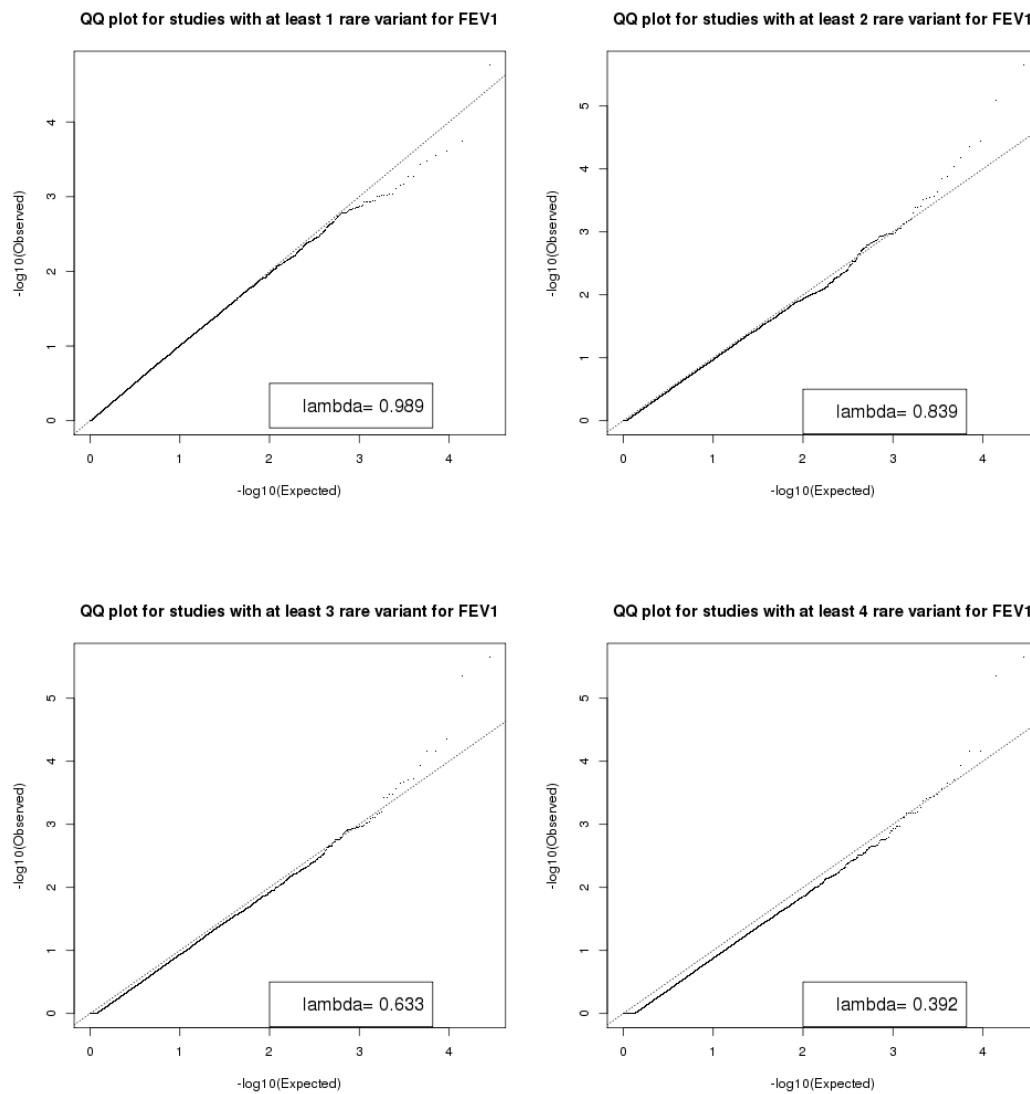 QQ plot for studies with at least 1 rare variant for FEV1
-log10(Observed)
4
3
2
1
0
lambda= 0.989
0 1 2 3 4
-log10(Expected)
QQ plot for studies with at least 2 rare variant for FEV1
-log10(Observed)
5
4
3
2
1
0
lambda= 0.839
0 1 2 3 4
-log10(Expected)
QQ plot for studies with at least 3 rare variant for FEV1
-log10(Observed)
5
4
3
2
1
0
lambda= 0.633
0 1 2 3 4
-log10(Expected)
QQ plot for studies with at least 4 rare variant for FEV1
-log10(Observed)
5
4
3
2
1
0
lambda= 0.392
0 1 2 3 4
-log10(Expected)